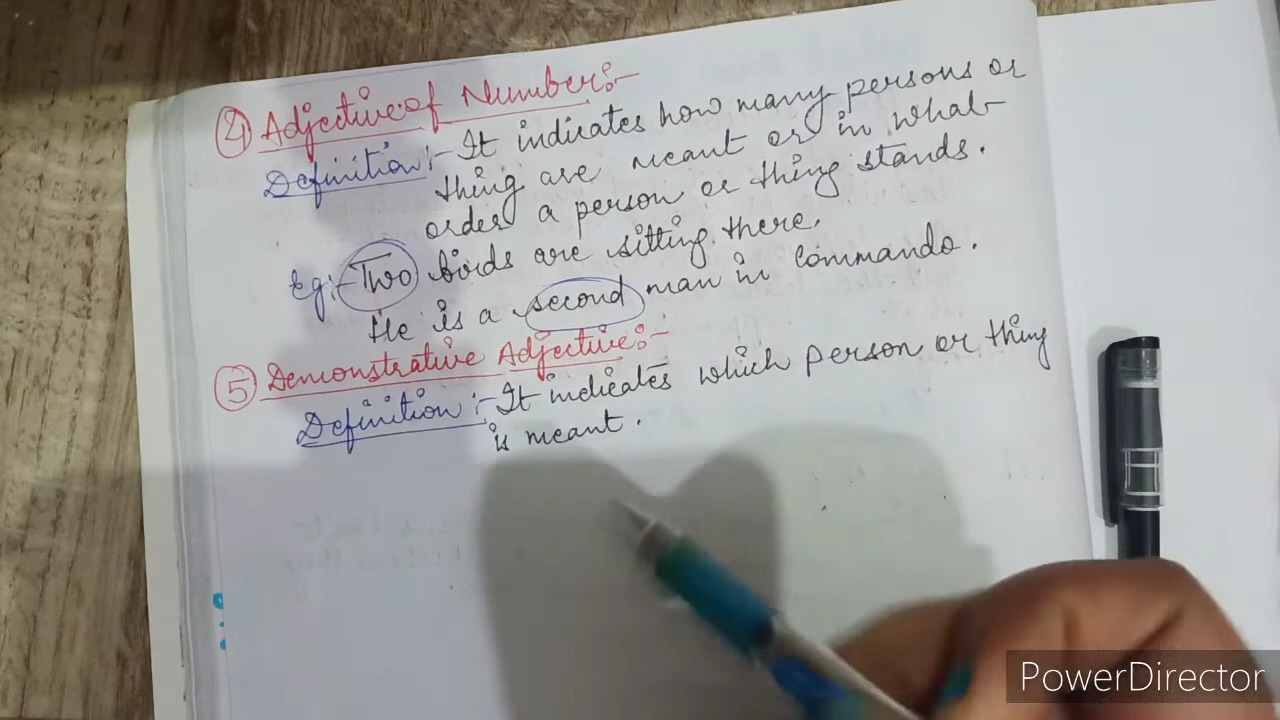 ④ Adjective of Number:-
Definition:- It indicates how many persons or
thing are meant or in what
order a person or thing stands.
Eg:- Two birds are sitting there.
He is a second man in commando.
⑤ Demonstrative Adjective:-
Definition:- It indicates which person or thing
is meant.
PowerDirector